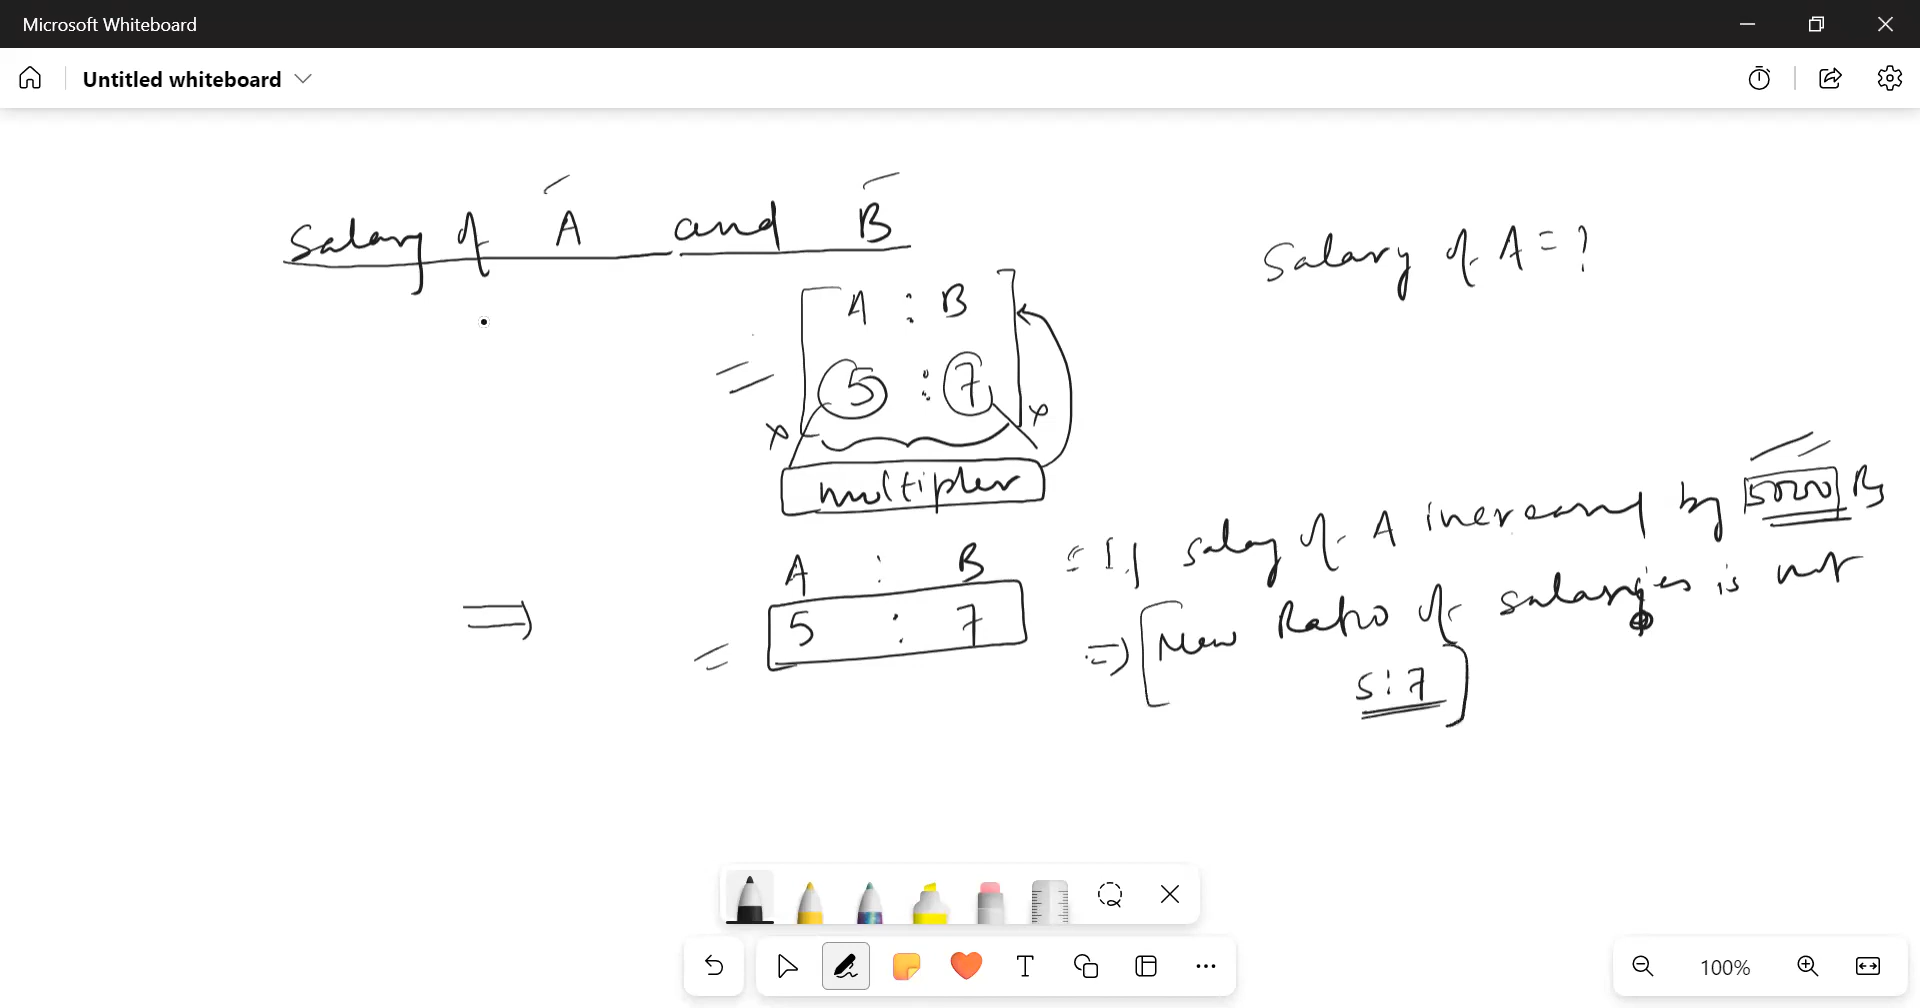 Microsoft Whiteboard
Untitled whiteboard
Salary of A and B
Salary of A = ?
A : B
= 5 : 7
x x
multiplier
= If salary of A increased by 5000 Rs
A : B
⇒ = 5 : 7
⇒ [New Ratio of salaries is not
5 : 7]
T
100%